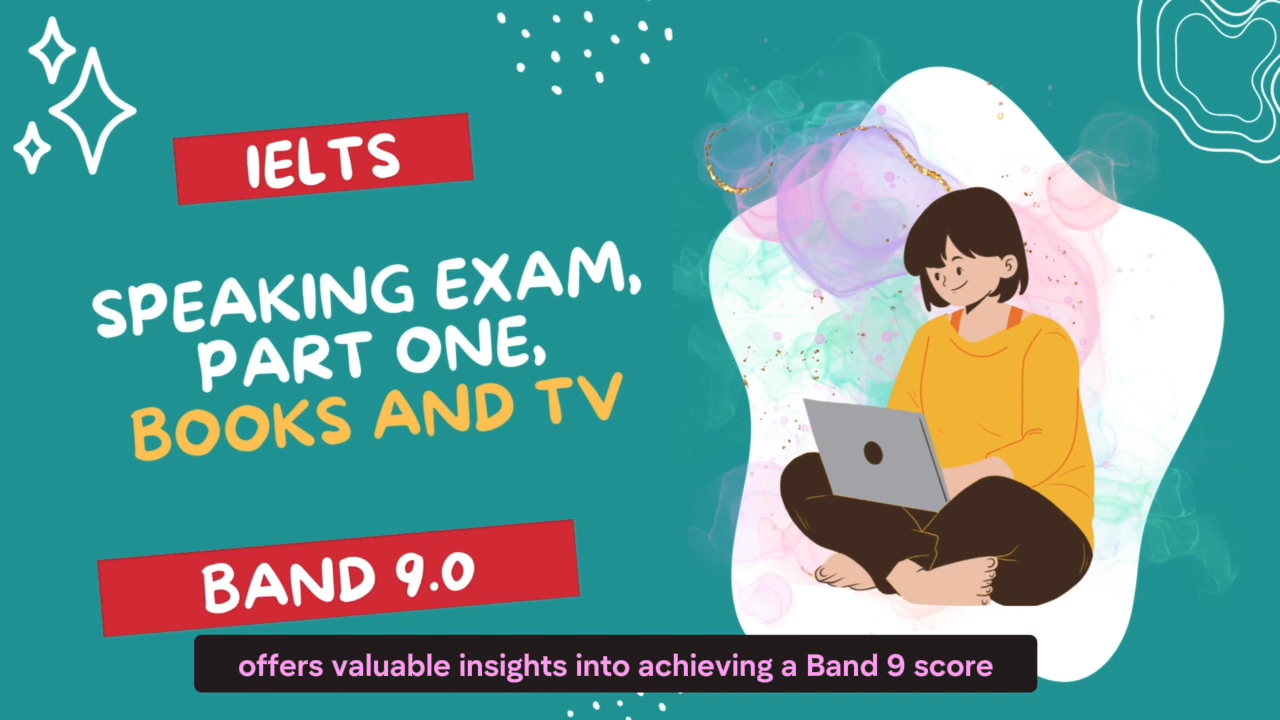 IELTS
SPEAKING EXAM,
PART ONE,
BOOKS AND TV
BAND 9.0
offers valuable insights into achieving a Band 9 score